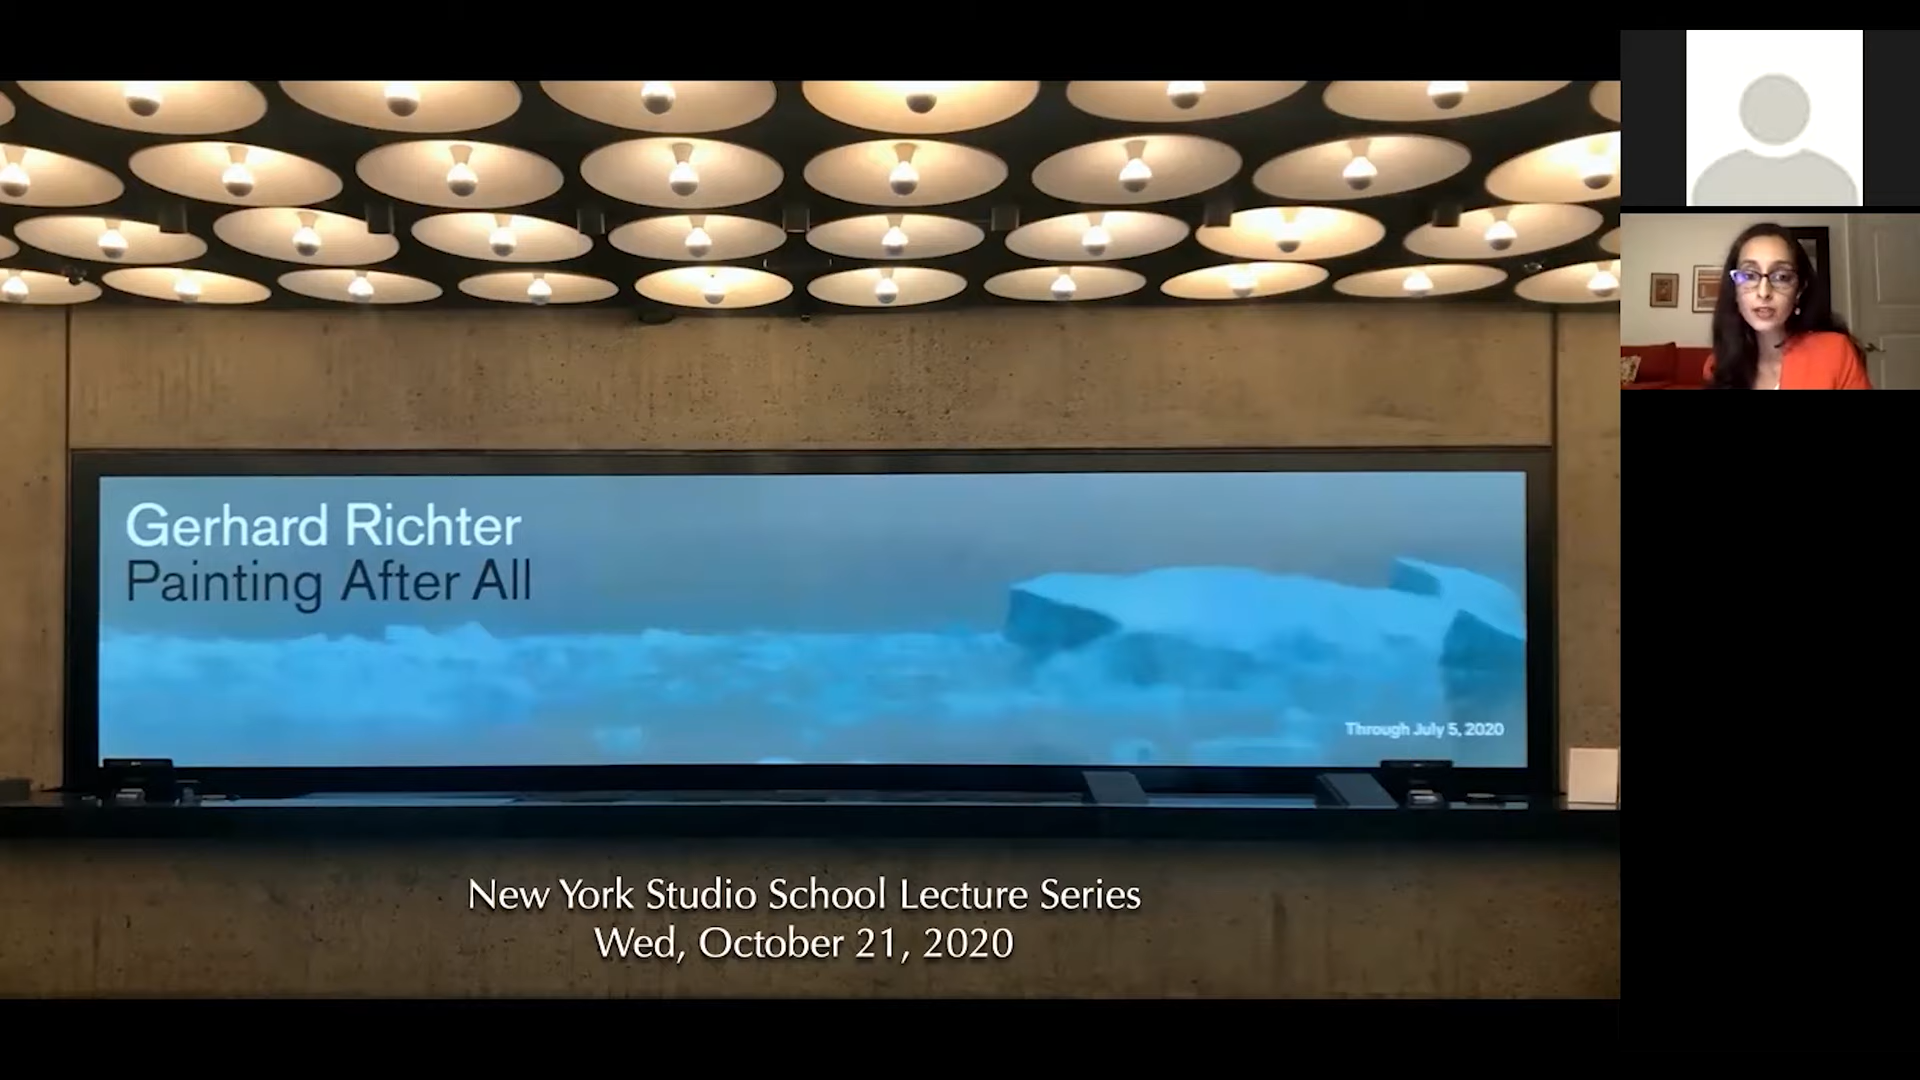 Gerhard Richter
Painting After All
Through July 5, 2020
New York Studio School Lecture Series
Wed, October 21, 2020